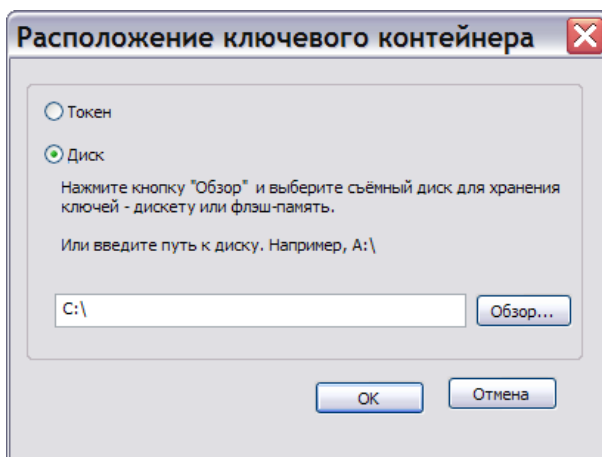 Расположение ключевого контейнера
Токен
Диск
Нажмите кнопку "Обзор" и выберите съёмный диск для хранения
ключей - дискету или флэш-память.
Или введите путь к диску. Например, A:\
C:\
Обзор...
OK
Отмена